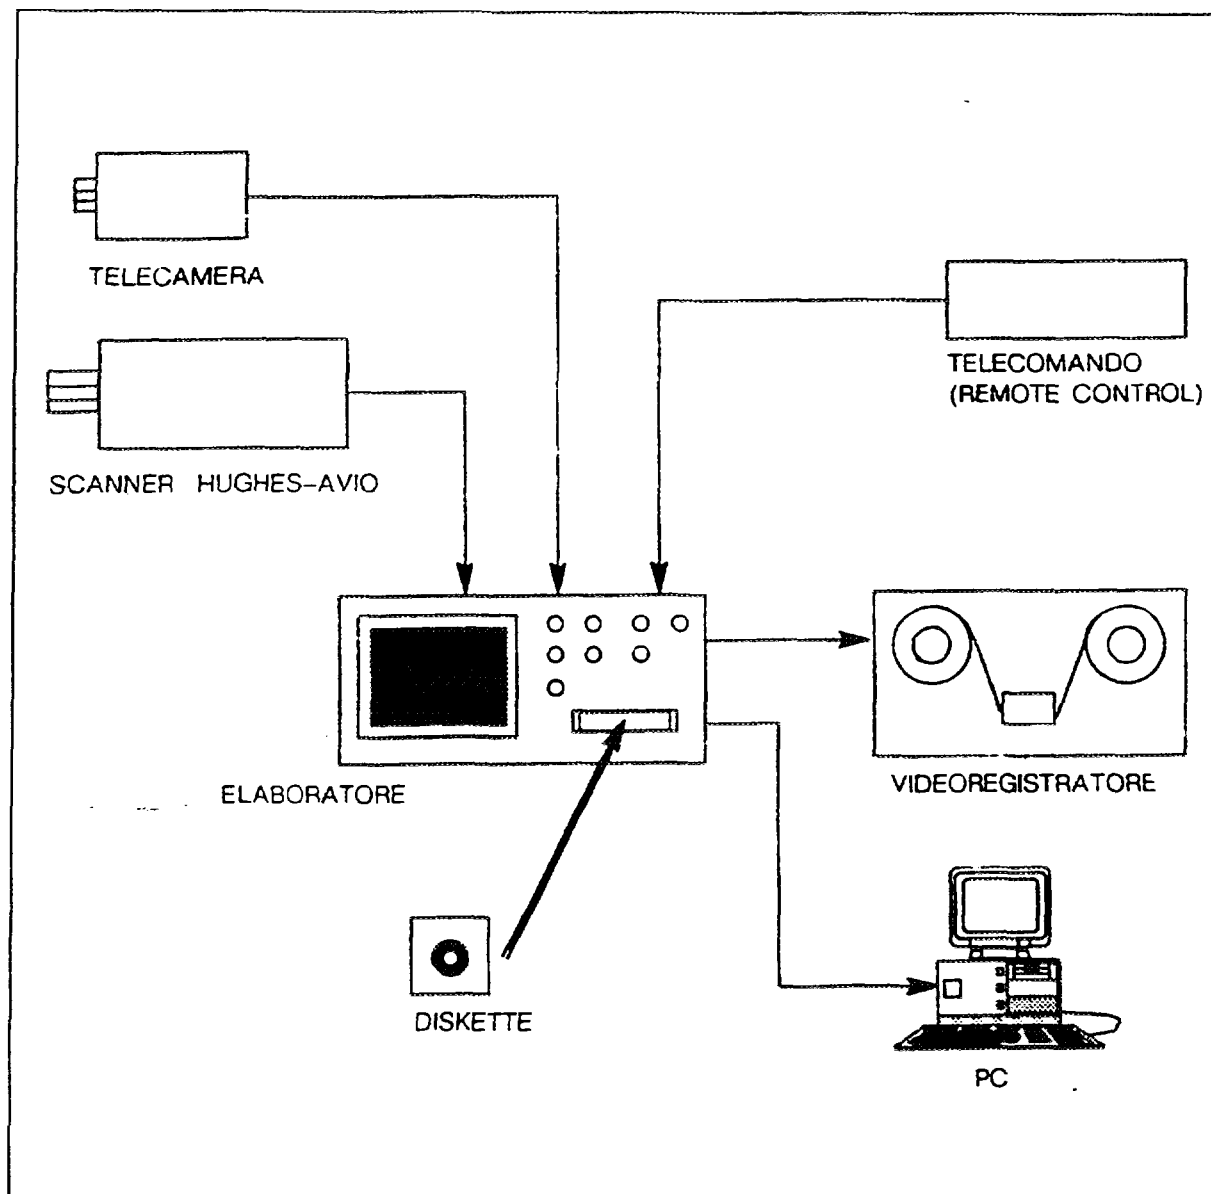 TELECAMERA
TELECOMANDO
(REMOTE CONTROL)
SCANNER HUGHES-AVIO
ELABORATORE
VIDEOREGISTRATORE
DISKETTE
PC